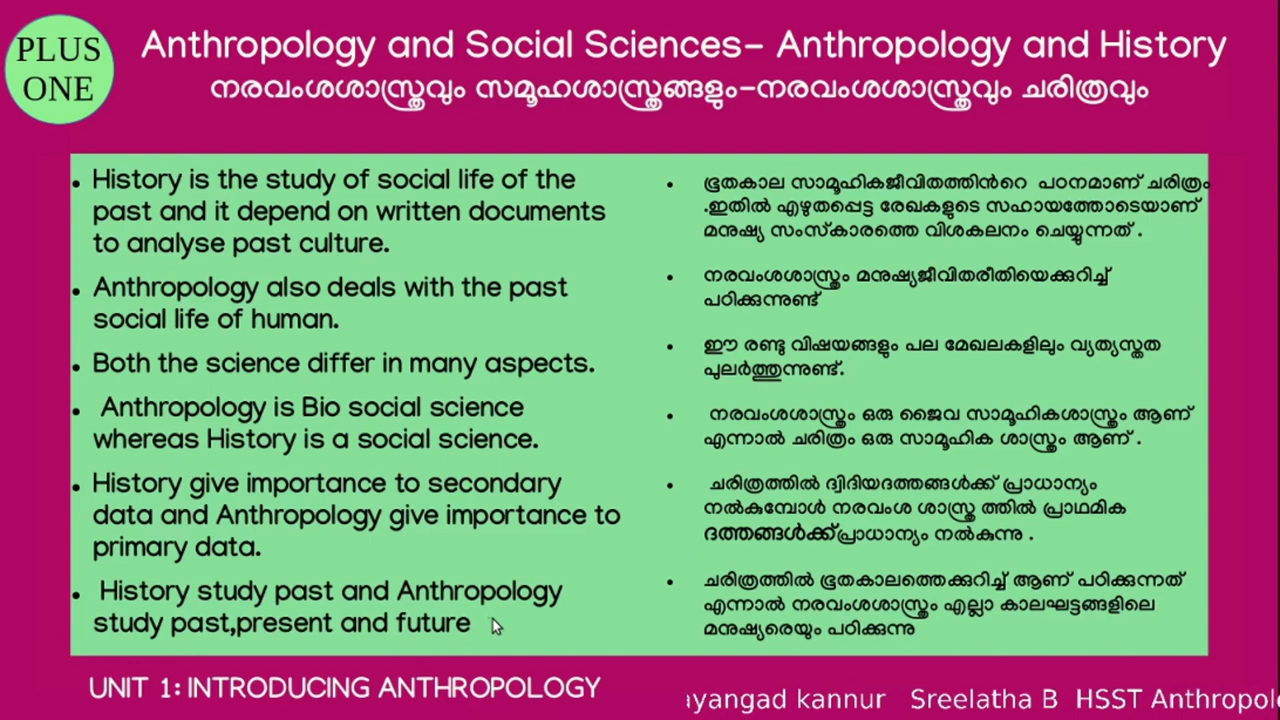 PLUS
ONE
Anthropology and Social Sciences- Anthropology and History
നരവംശശാസ്ത്രവും സമൂഹശാസ്ത്രങ്ങളും-നരവംശശാസ്ത്രവും ചരിത്രവും
• History is the study of social life of the
past and it depend on written documents
to analyse past culture.
• Anthropology also deals with the past
social life of human.
• Both the science differ in many aspects.
• Anthropology is Bio social science
whereas History is a social science.
• History give importance to secondary
data and Anthropology give importance to
primary data.
• History study past and Anthropology
study past,present and future
• ഭൂതകാല സാമൂഹികജീവിതത്തിൻറെ പഠനമാണ് ചരിത്രം
.ഇതിൽ എഴുതപ്പെട്ട രേഖകളുടെ സഹായത്തോടെയാണ്
മനുഷ്യ സംസ്കാരത്തെ വിശകലനം ചെയ്യുന്നത് .
• നരവംശശാസ്ത്രം മനുഷ്യജീവിതരീതിയെക്കുറിച്ച്
പഠിക്കുന്നുണ്ട്
• ഈ രണ്ടു വിഷയങ്ങളും പല മേഖലകളിലും വ്യത്യസ്തത
പുലർത്തുന്നുണ്ട്.
• നരവംശശാസ്ത്രം ഒരു ജൈവ സാമൂഹികശാസ്ത്രം ആണ്
എന്നാൽ ചരിത്രം ഒരു സാമൂഹിക ശാസ്ത്രം ആണ് .
• ചരിത്രത്തിൽ ദ്വിദിയദത്തങ്ങൾക്ക് പ്രാധാന്യം
നൽകുമ്പോൾ നരവംശ ശാസ്ത്ര ത്തിൽ പ്രാഥമിക
ദത്തങ്ങൾക്ക്പ്രാധാന്യം നൽകുന്നു .
• ചരിത്രത്തിൽ ഭൂതകാലത്തെക്കുറിച്ച് ആണ് പഠിക്കുന്നത്
എന്നാൽ നരവംശശാസ്ത്രം എല്ലാ കാലഘട്ടങ്ങളിലെ
മനുഷ്യരെയും പഠിക്കുന്നു
UNIT 1: INTRODUCING ANTHROPOLOGY
ayangad kannur Sreelatha B HSST Anthropol